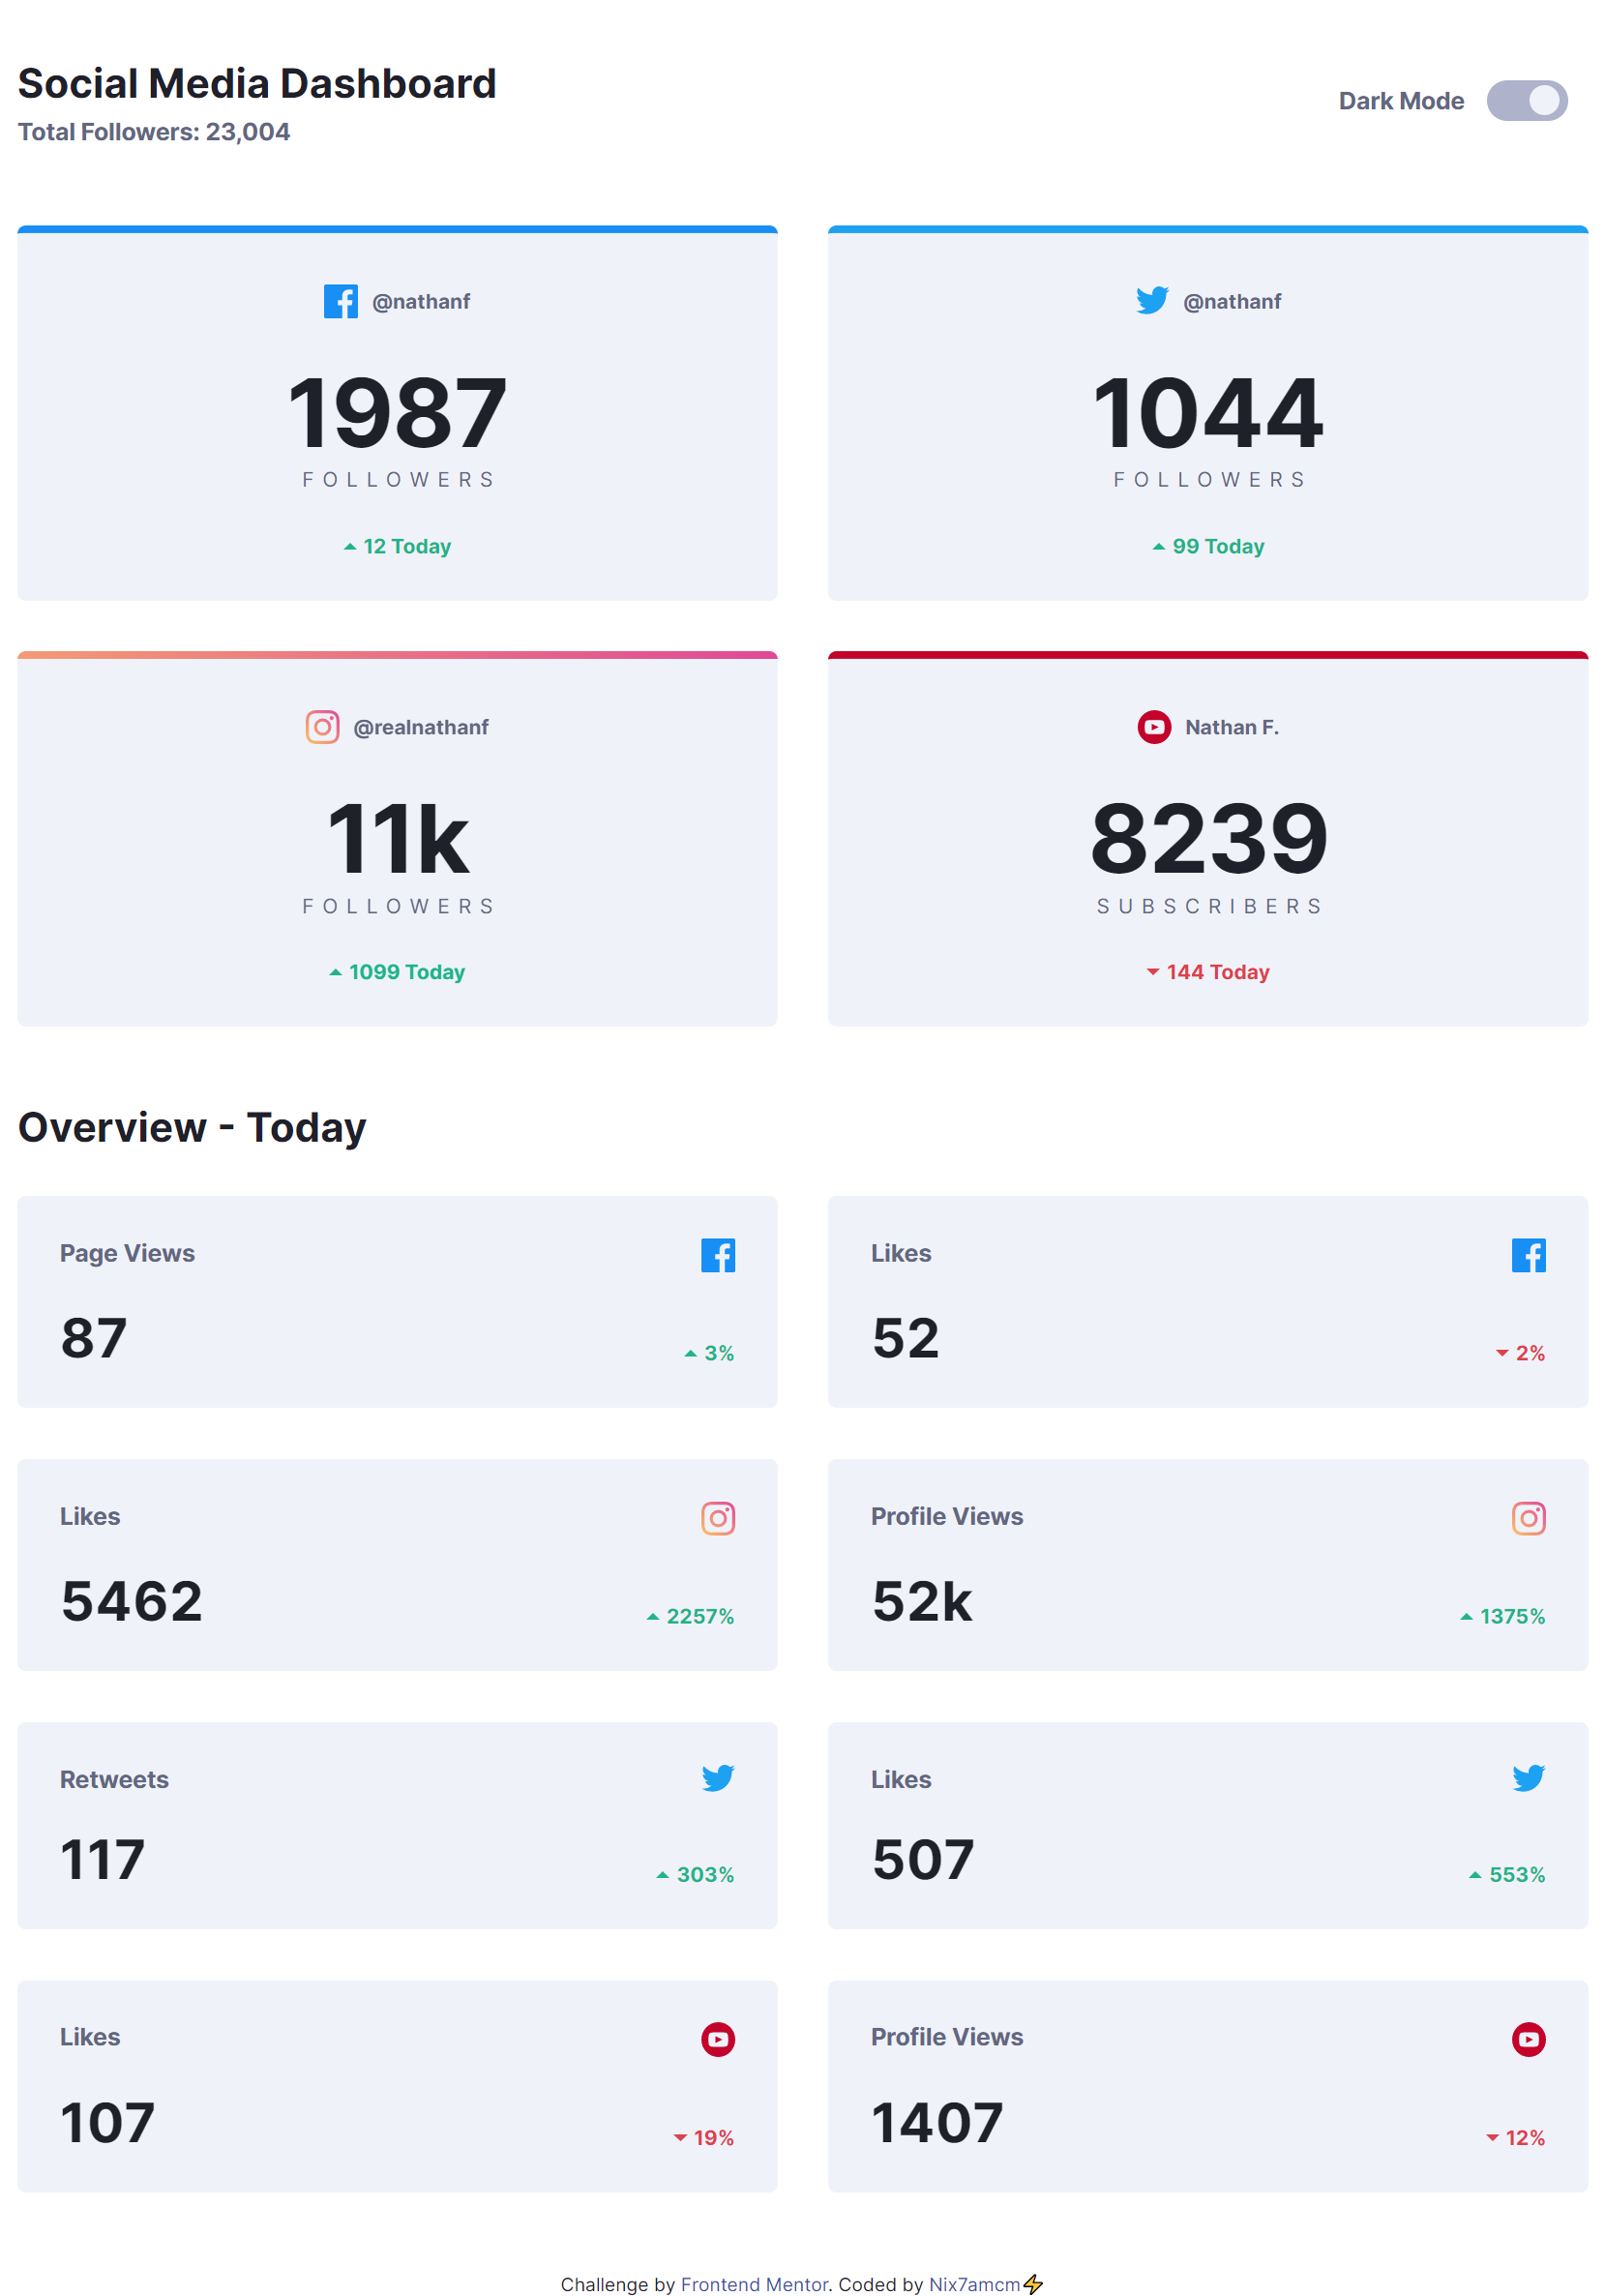 Social Media Dashboard
Total Followers: 23,004
Dark Mode
@nathanf
1987
FOLLOWERS
12 Today
@nathanf
1044
FOLLOWERS
99 Today
@realnathanf
11k
FOLLOWERS
1099 Today
Nathan F.
8239
SUBSCRIBERS
144 Today
Overview - Today
Page Views
87
3%
Likes
52
2%
Likes
5462
2257%
Profile Views
52k
1375%
Retweets
117
303%
Likes
507
553%
Likes
107
19%
Profile Views
1407
12%
Challenge by Frontend Mentor. Coded by Nix7amcm⚡